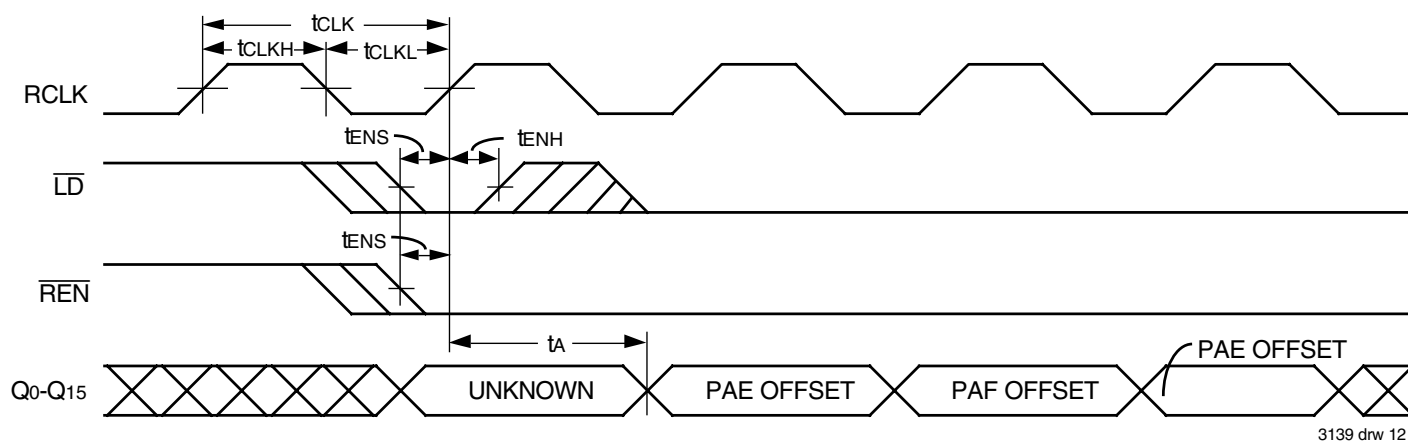 tCLK
tCLKH
tCLKL
RCLK
tENS
tENH
LD
tENS
REN
tA
PAE OFFSET
Q0-Q15
UNKNOWN
PAE OFFSET
PAF OFFSET
3139 drw 12